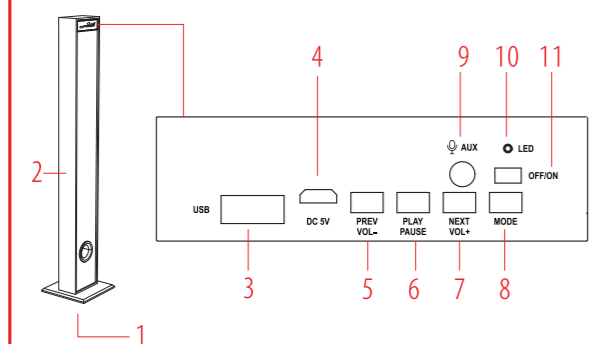 4
9
10
11
AUX
LED
OFF/ON
2
USB
DC 5V
PREV
VOL-
PLAY
PAUSE
NEXT
VOL+
MODE
3
5
6
7
8
1